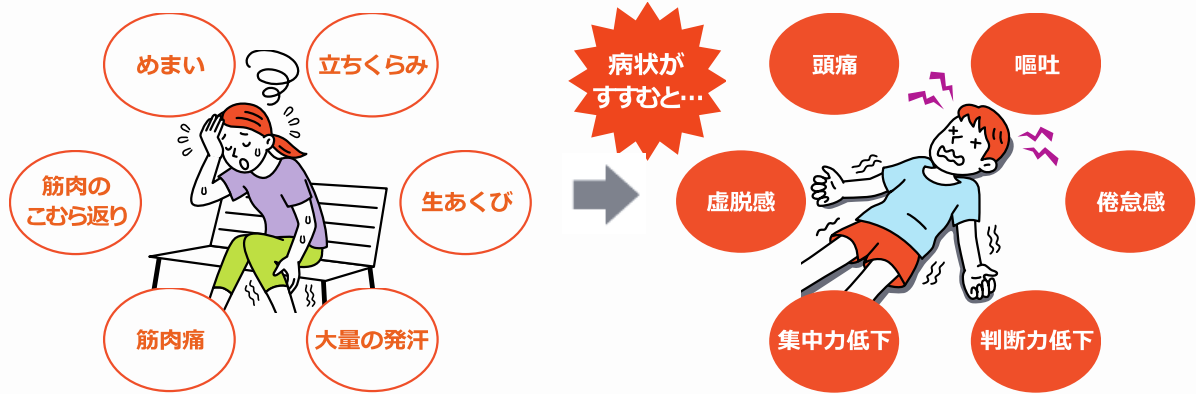 めまい
立ちくらみ
筋肉の
こむら返り
生あくび
筋肉痛
大量の発汗
病状が
すすむと…
頭痛
嘔吐
虚脱感
倦怠感
集中力低下
判断力低下